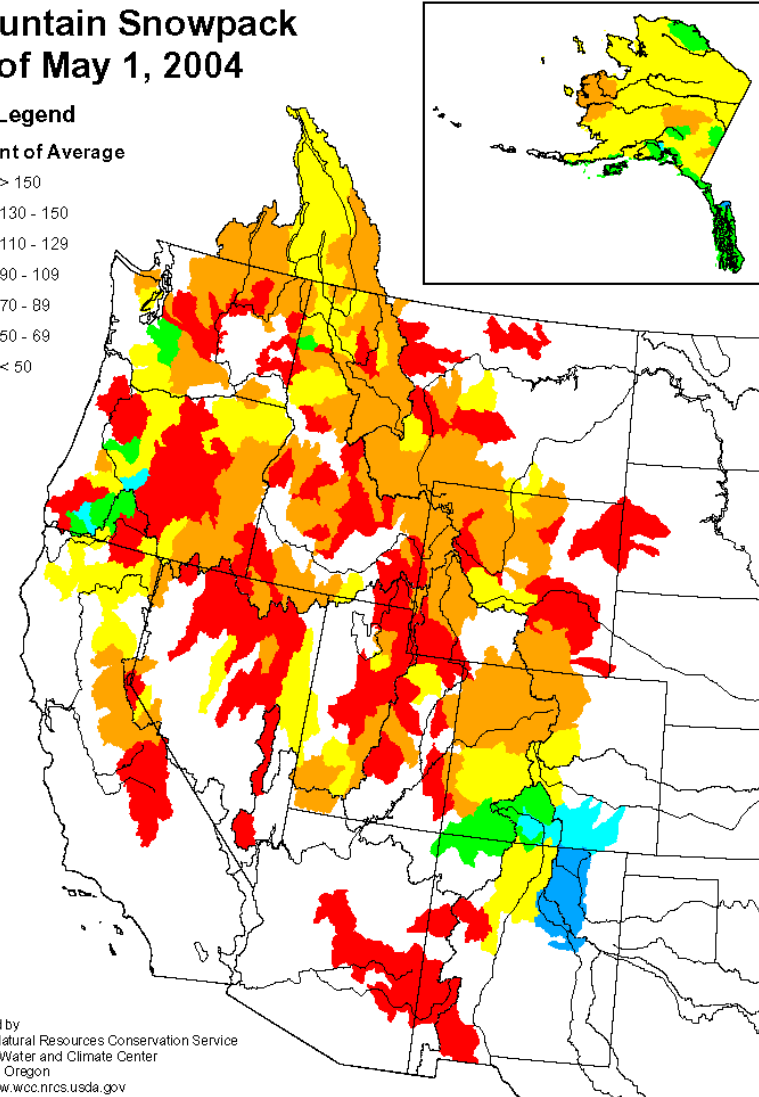 untain Snowpack
of May 1, 2004
Legend
nt of Average
> 150
130 - 150
110 - 129
90 - 109
70 - 89
50 - 69
< 50
d by
Natural Resources Conservation Service
Water and Climate Center
Oregon
w.wcc.nrcs.usda.gov